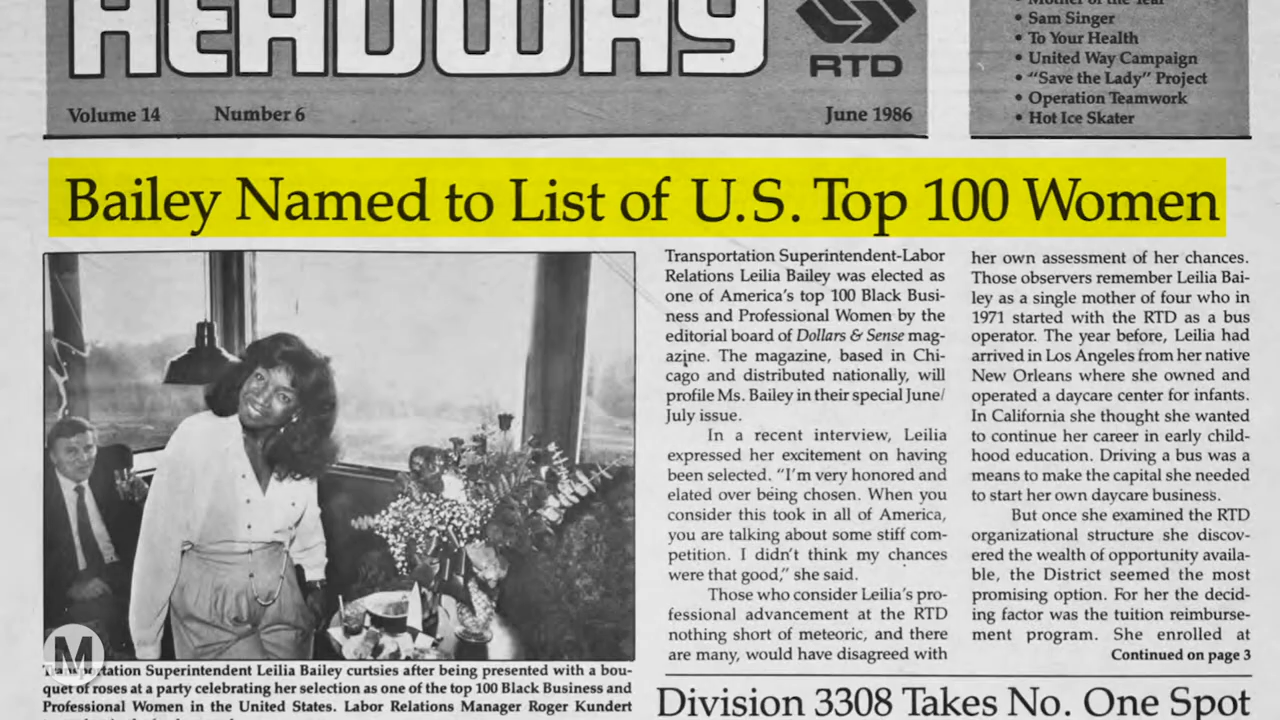 HEADWAY
RTD
Volume 14 Number 6 June 1986
• Mother of the Year
• Sam Singer
• To Your Health
• United Way Campaign
• "Save the Lady" Project
• Operation Teamwork
• Hot Ice Skater
Bailey Named to List of U.S. Top 100 Women
Transportation Superintendent-Labor
Relations Leilia Bailey was elected as
one of America's top 100 Black Busi-
ness and Professional Women by the
editorial board of Dollars & Sense mag-
azine. The magazine, based in Chi-
cago and distributed nationally, will
profile Ms. Bailey in their special June/
July issue.
In a recent interview, Leilia
expressed her excitement on having
been selected. "I'm very honored and
elated over being chosen. When you
consider this took in all of America,
you are talking about some stiff com-
petition. I didn't think my chances
were that good," she said.
Those who consider Leilia's pro-
fessional advancement at the RTD
nothing short of meteoric, and there
are many, would have disagreed with
her own assessment of her chances.
Those observers remember Leilia Bai-
ley as a single mother of four who in
1971 started with the RTD as a bus
operator. The year before, Leilia had
arrived in Los Angeles from her native
New Orleans where she owned and
operated a daycare center for infants.
In California she thought she wanted
to continue her career in early child-
hood education. Driving a bus was a
means to make the capital she needed
to start her own daycare business.
But once she examined the RTD
organizational structure she discov-
ered the wealth of opportunity availa-
ble, the District seemed the most
promising option. For her the decid-
ing factor was the tuition reimburse-
ment program. She enrolled at
Continued on page 3
M
Transportation Superintendent Leilia Bailey curtsies after being presented with a bou-
quet of roses at a party celebrating her selection as one of the top 100 Black Business and
Professional Women in the United States. Labor Relations Manager Roger Kundert
Division 3308 Takes No. One Spot